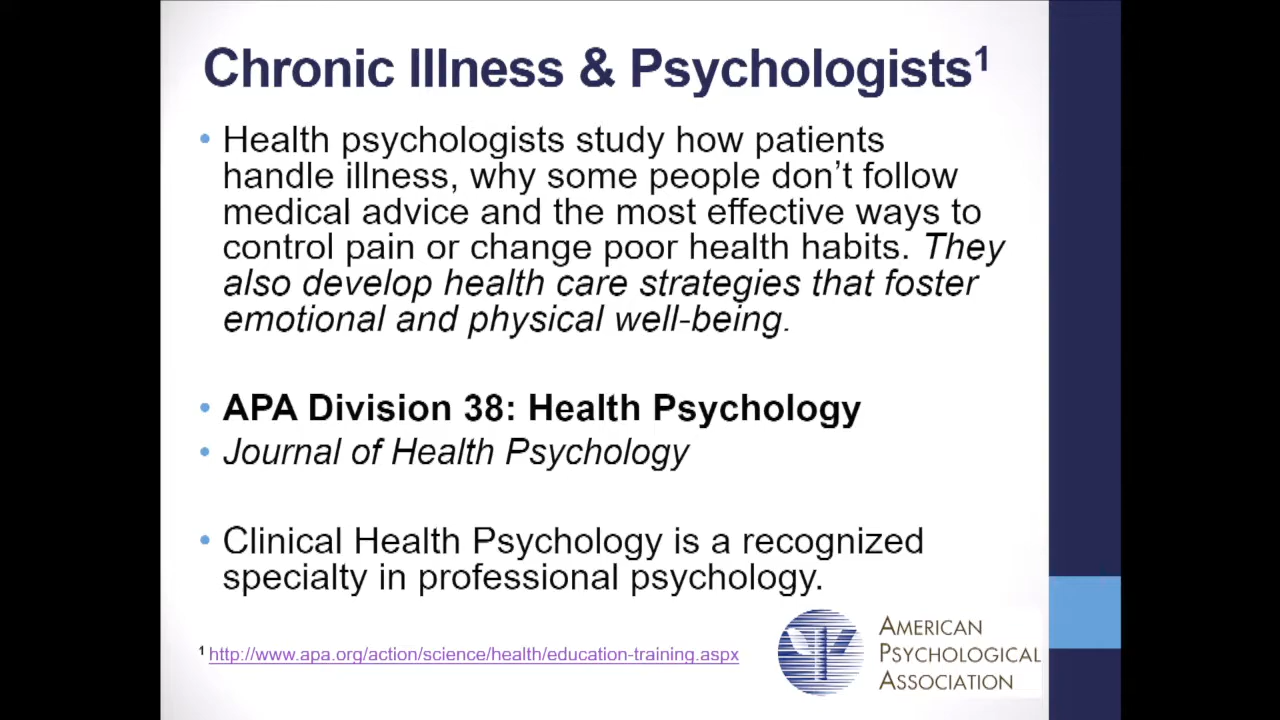 Chronic Illness & Psychologists¹
• Health psychologists study how patients
handle illness, why some people don’t follow
medical advice and the most effective ways to
control pain or change poor health habits. They
also develop health care strategies that foster
emotional and physical well-being.
• APA Division 38: Health Psychology
• Journal of Health Psychology
• Clinical Health Psychology is a recognized
specialty in professional psychology.
¹ http://www.apa.org/action/science/health/education-training.aspx
AMERICAN
PSYCHOLOGICAL
ASSOCIATION